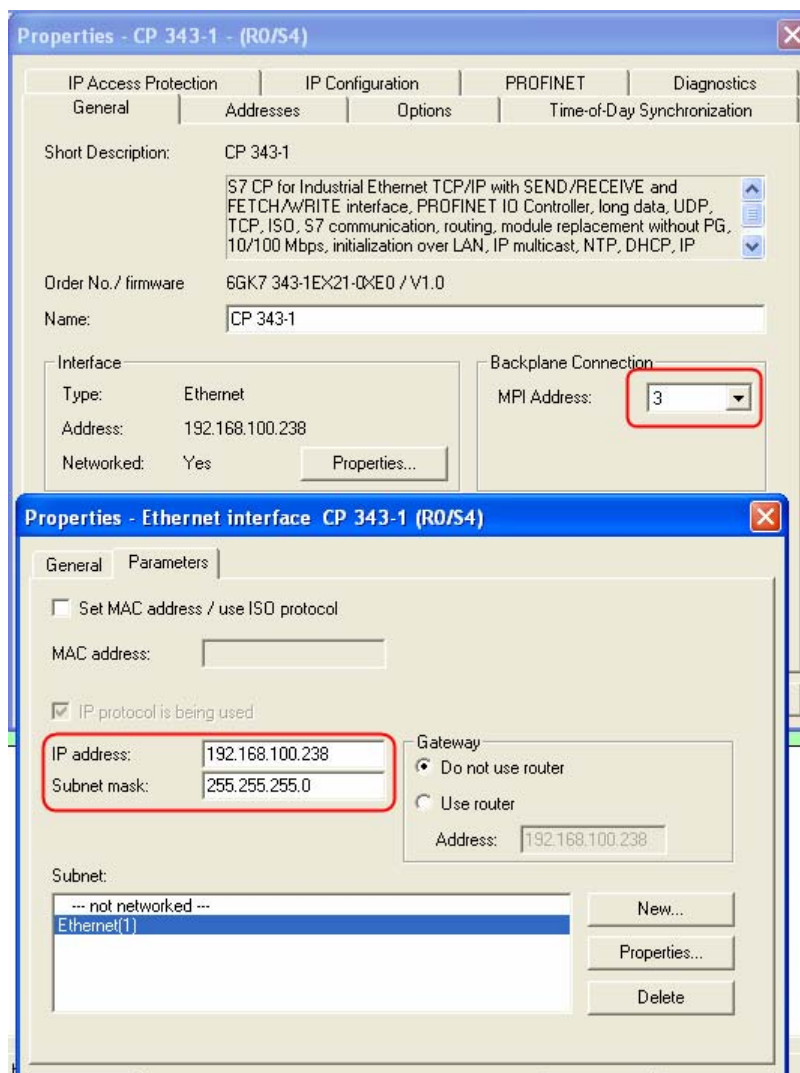 Properties - CP 343-1 - (R0/S4)
IP Access Protection IP Configuration PROFINET Diagnostics
General Addresses Options Time-of-Day Synchronization
Short Description: CP 343-1
S7 CP for Industrial Ethernet TCP/IP with SEND/RECEIVE and
FETCH/WRITE interface, PROFINET IO Controller, long data, UDP,
TCP, ISO, S7 communication, routing, module replacement without PG,
10/100 Mbps, initialization over LAN, IP multicast, NTP, DHCP, IP
Order No./ firmware 6GK7 343-1EX21-0XE0 / V1.0
Name: CP 343-1
Interface
Type: Ethernet
Address: 192.168.100.238
Networked: Yes
Properties...
Backplane Connection
MPI Address: 3
Properties - Ethernet interface CP 343-1 (R0/S4)
General Parameters
Set MAC address / use ISO protocol
MAC address:
IP protocol is being used
IP address: 192.168.100.238
Subnet mask: 255.255.255.0
Gateway
Do not use router
Use router
Address: 192.168.100.238
Subnet:
--- not networked ---
Ethernet(1)
New...
Properties...
Delete